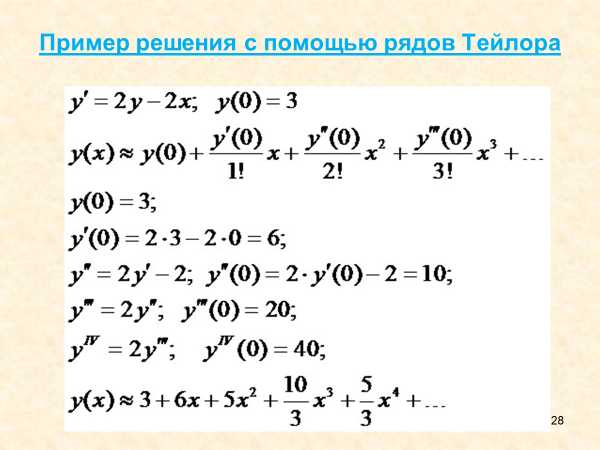 Пример решения с помощью рядов Тейлора
y′ = 2y − 2x;   y(0) = 3
y(x) ≈ y(0) + y′(0)/1! x + y″(0)/2! x² + y‴(0)/3! x³ + ...
y(0) = 3;
y′(0) = 2·3 − 2·0 = 6;
y″ = 2y′ − 2;  y″(0) = 2·y′(0) − 2 = 10;
y‴ = 2y″;  y‴(0) = 20;
y^IV = 2y‴;   y^IV(0) = 40;
y(x) ≈ 3 + 6x + 5x² + 10/3 x³ + 5/3 x⁴ + ...
28